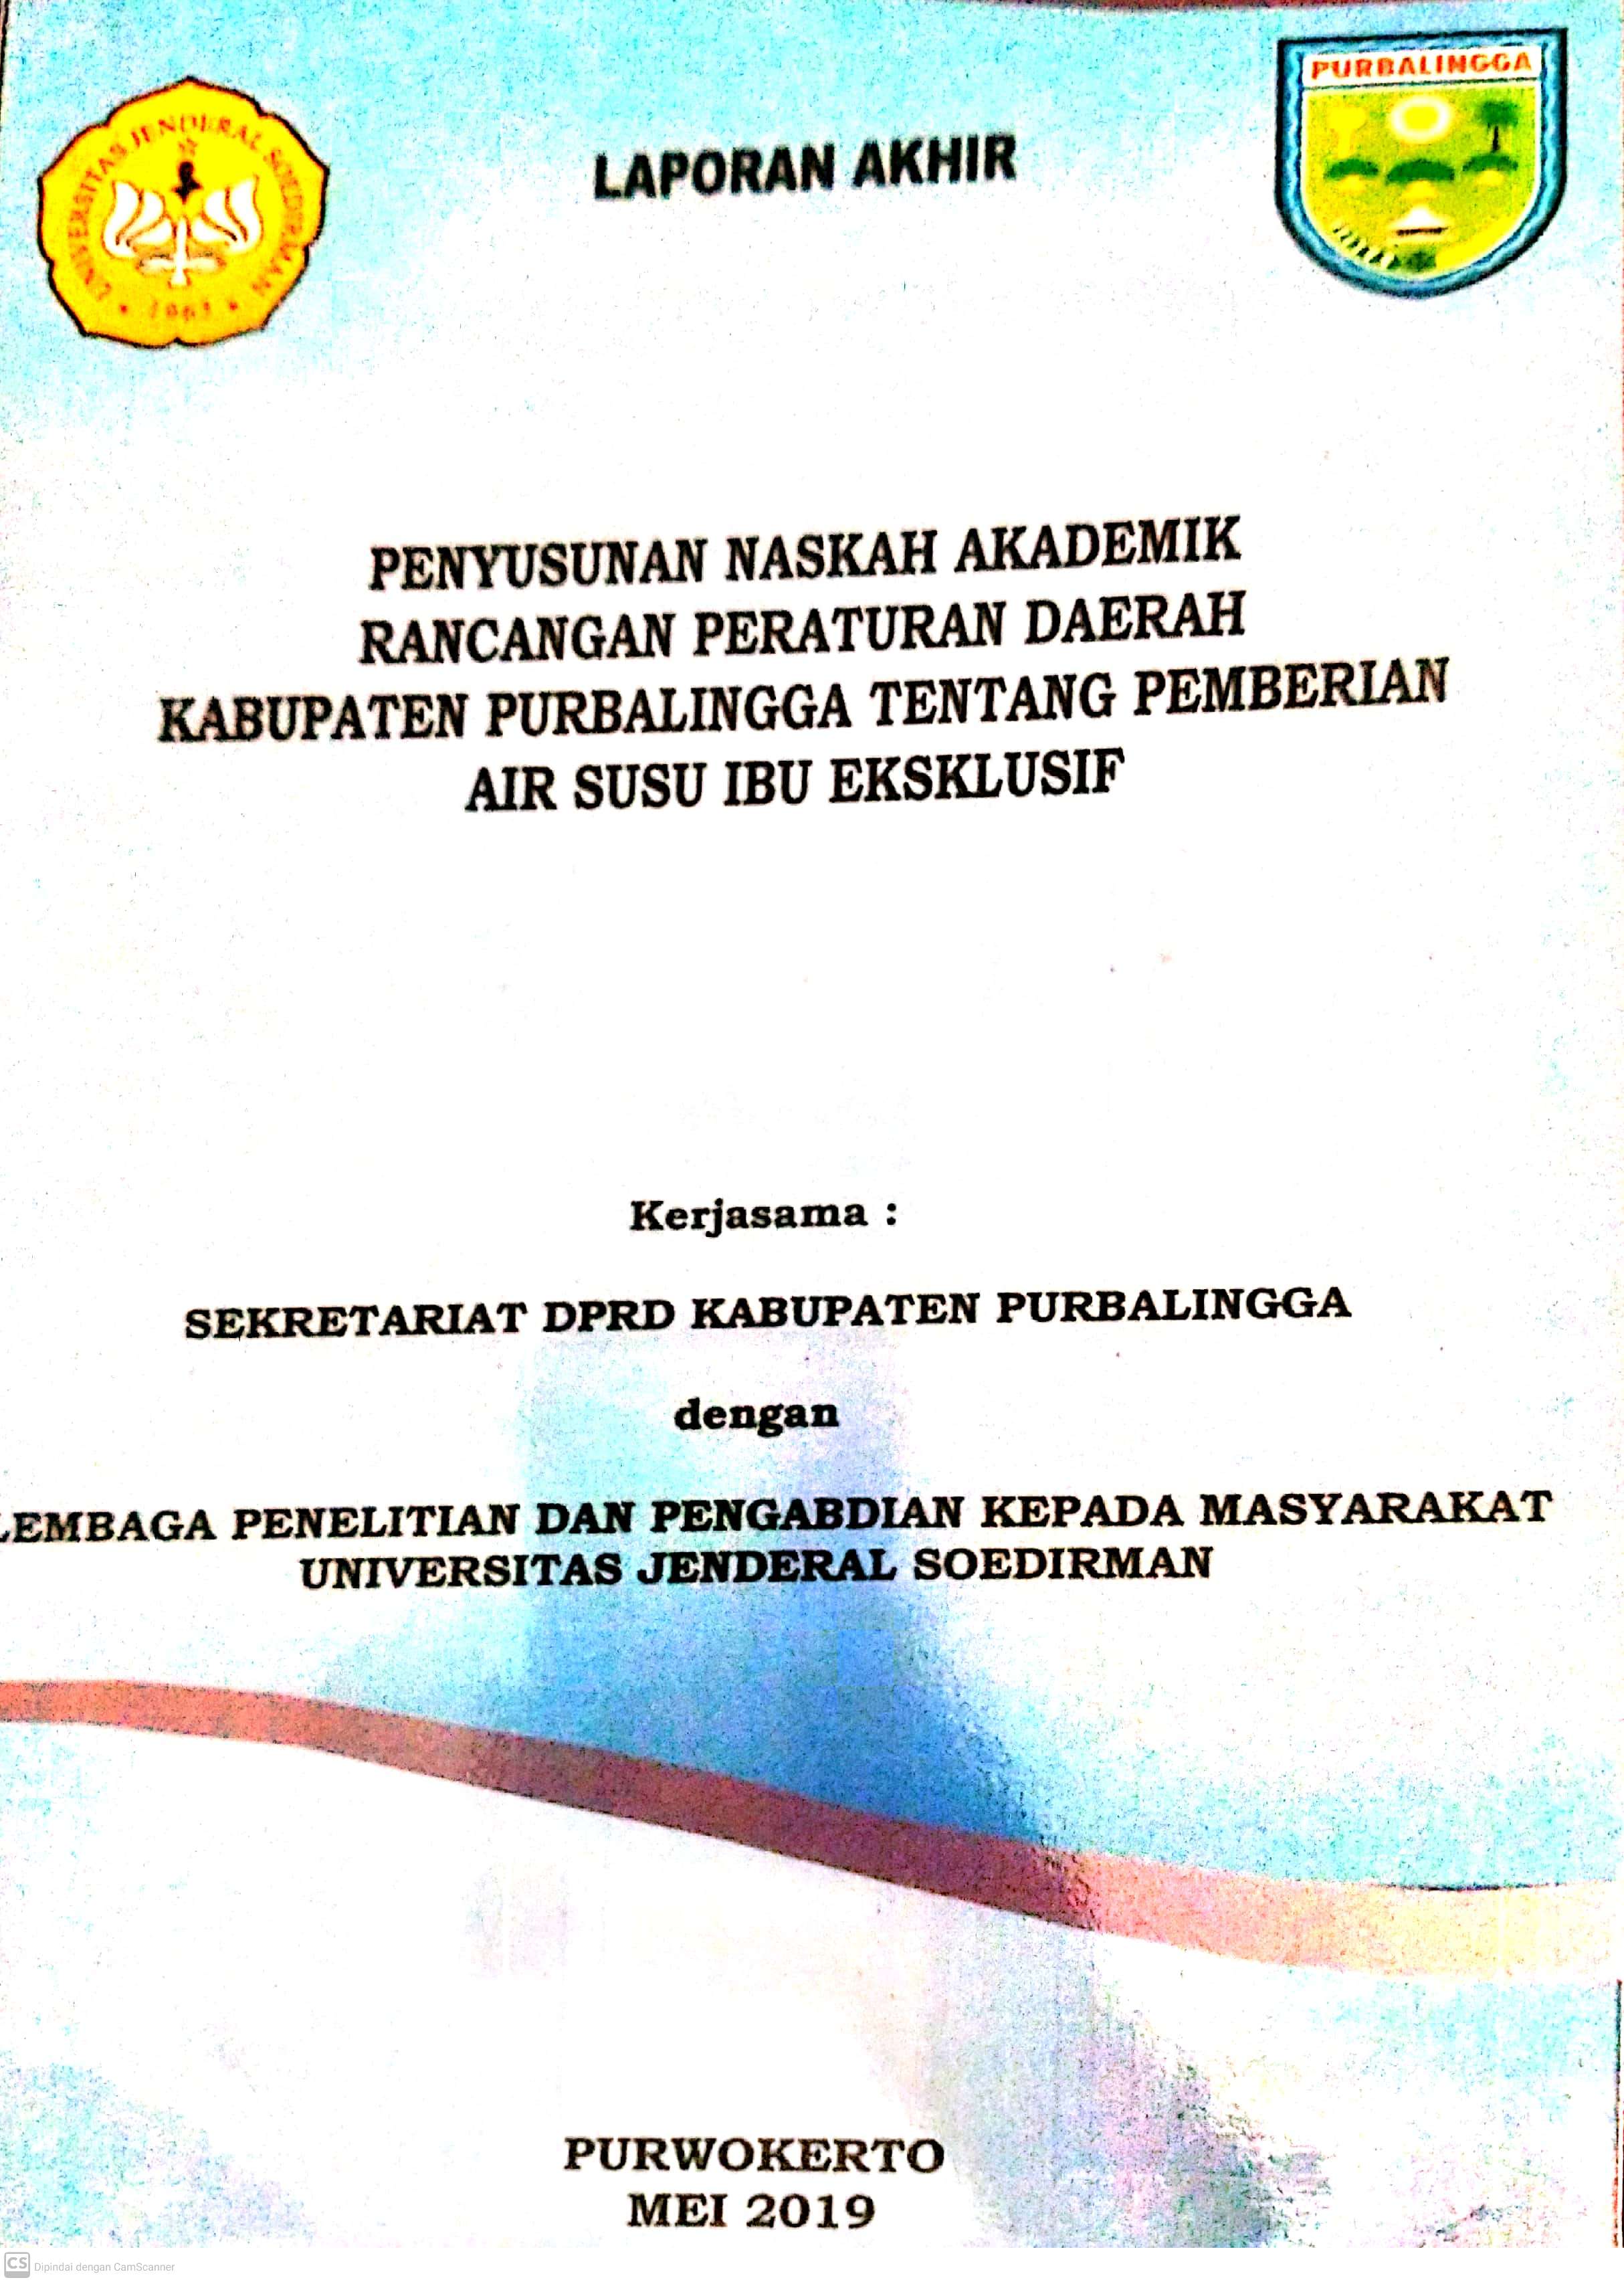 UNIVERSITAS JENDERAL SOEDIRMAN
1963
PURBALINGGA
LAPORAN AKHIR
PENYUSUNAN NASKAH AKADEMIK
RANCANGAN PERATURAN DAERAH
KABUPATEN PURBALINGGA TENTANG PEMBERIAN
AIR SUSU IBU EKSKLUSIF
Kerjasama :
SEKRETARIAT DPRD KABUPATEN PURBALINGGA
dengan
LEMBAGA PENELITIAN DAN PENGABDIAN KEPADA MASYARAKAT
UNIVERSITAS JENDERAL SOEDIRMAN
PURWOKERTO
MEI 2019
CS Dipindai dengan CamScanner